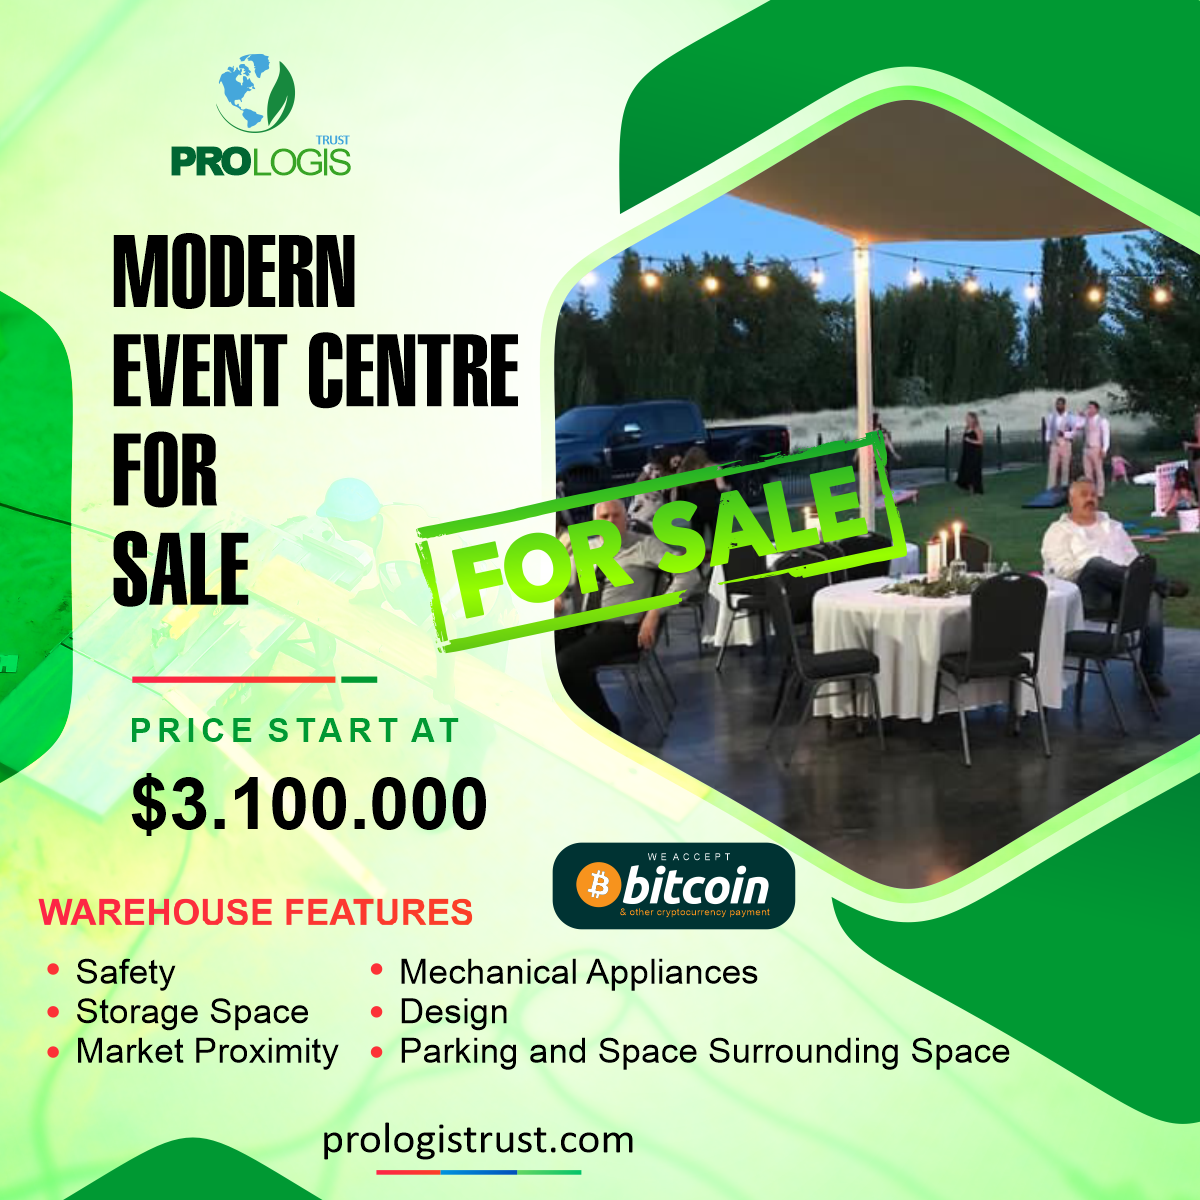 TRUST
PROLOGIS
MODERN
EVENT CENTRE
FOR
SALE
FOR SALE
PRICE START AT
$3.100.000
WE ACCEPT
bitcoin
& other cryptocurrency payment
WAREHOUSE FEATURES
• Safety
• Storage Space
• Market Proximity
• Mechanical Appliances
• Design
• Parking and Space Surrounding Space
prologistrust.com